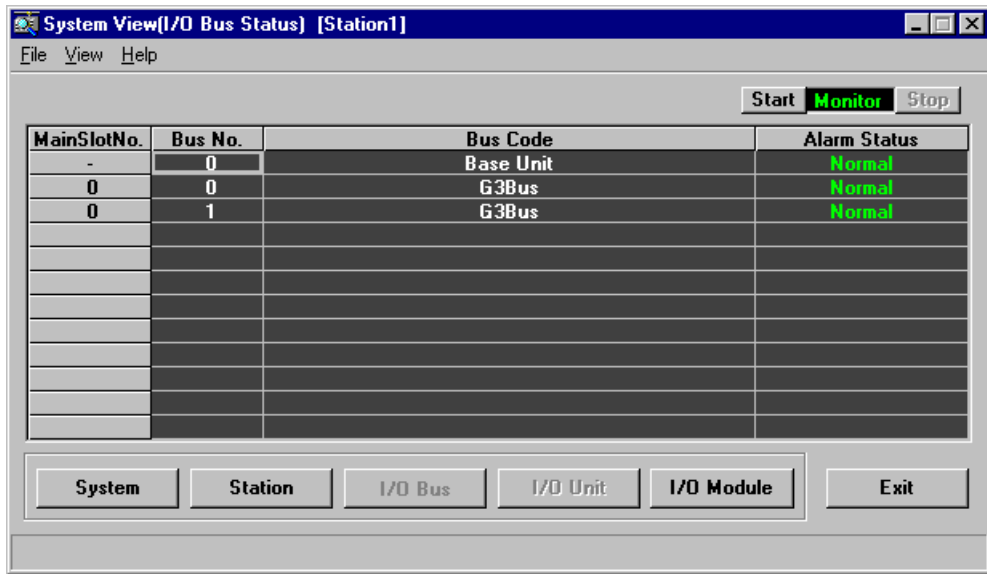 System View(I/O Bus Status) [Station1]
File View Help
Start Monitor Stop
MainSlotNo. Bus No. Bus Code Alarm Status
- 0 Base Unit Normal
0 0 G3Bus Normal
0 1 G3Bus Normal
System Station I/O Bus I/O Unit I/O Module Exit